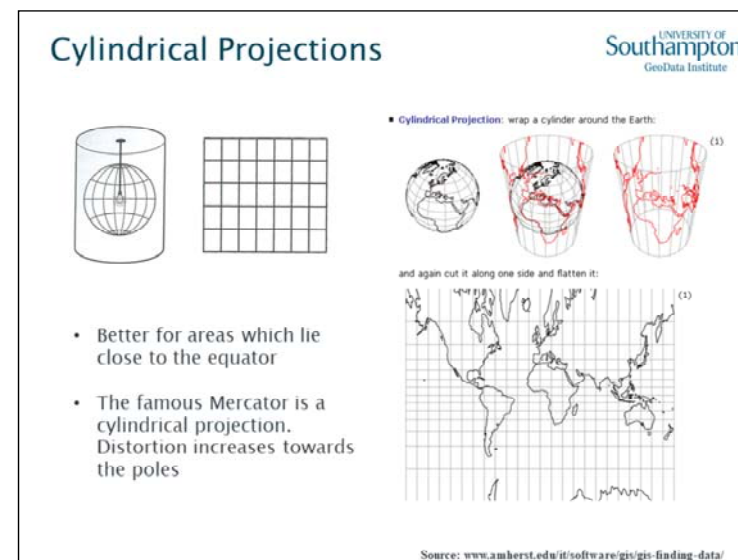 Cylindrical Projections
UNIVERSITY OF
Southampton
GeoData Institute
▪ Cylindrical Projection: wrap a cylinder around the Earth:
(1)
and again cut it along one side and flatten it:
(1)
• Better for areas which lie
close to the equator
• The famous Mercator is a
cylindrical projection.
Distortion increases towards
the poles
Source: www.amherst.edu/it/software/gis/gis-finding-data/